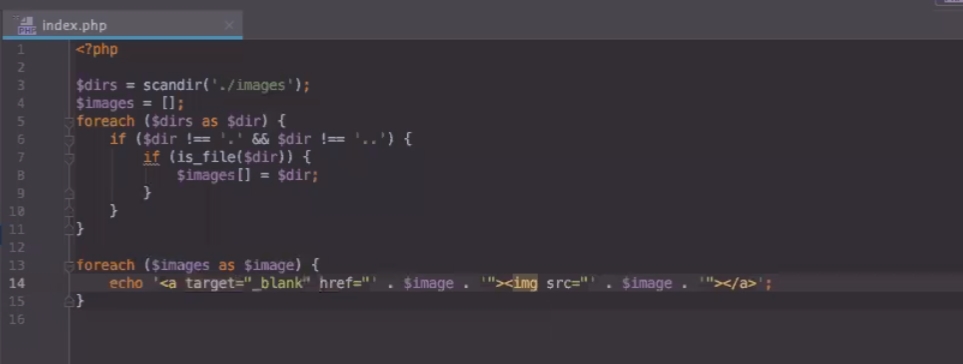 index.php
1 <?php
2
3 $dirs = scandir('./images');
4 $images = [];
5 foreach ($dirs as $dir) {
6 if ($dir !== '.' && $dir !== '..') {
7 if (is_file($dir)) {
8 $images[] = $dir;
9 }
10 }
11 }
12
13 foreach ($images as $image) {
14 echo '<a target="_blank" href="' . $image . '"><img src="' . $image . '"></a>';
15 }
16